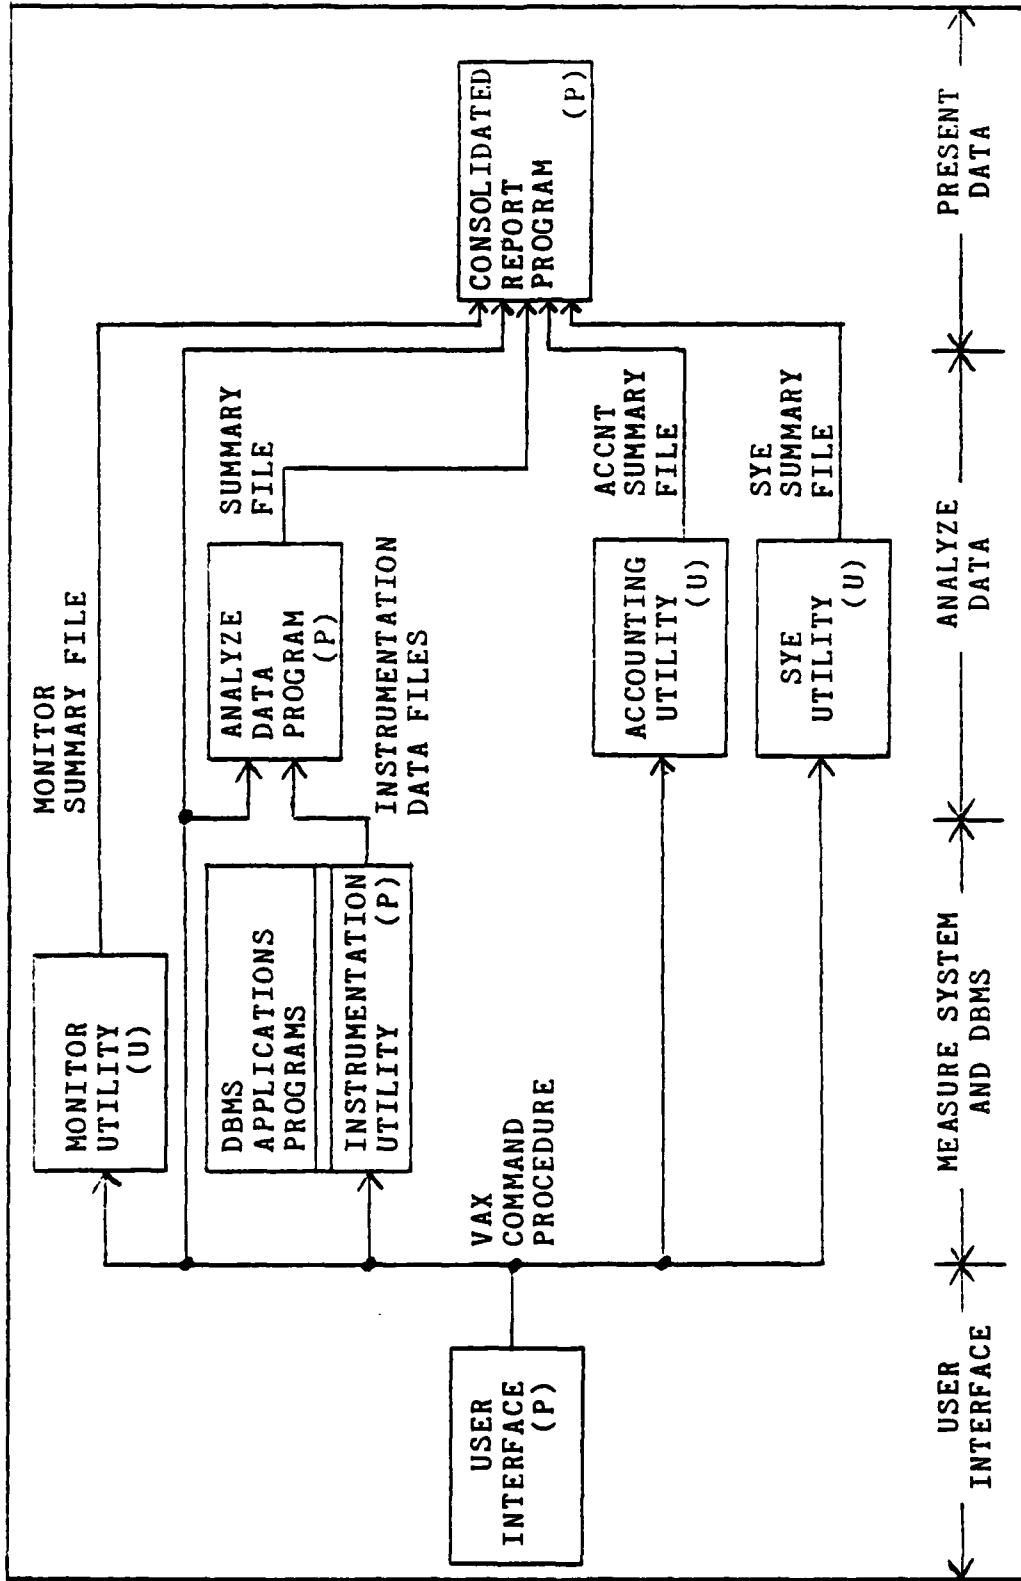 MONITOR
SUMMARY FILE
MONITOR
UTILITY
(U)
DBMS
APPLICATIONS
PROGRAMS
INSTRUMENTATION
UTILITY (P)
ANALYZE
DATA
PROGRAM
(P)
SUMMARY
FILE
INSTRUMENTATION
DATA FILES
USER
INTERFACE
(P)
VAX
COMMAND
PROCEDURE
CONSOLIDATED
REPORT
PROGRAM
(P)
ACCOUNTING
UTILITY
(U)
ACCNT
SUMMARY
FILE
SYE
UTILITY
(U)
SYE
SUMMARY
FILE
USER
INTERFACE
MEASURE SYSTEM
AND DBMS
ANALYZE
DATA
PRESENT
DATA